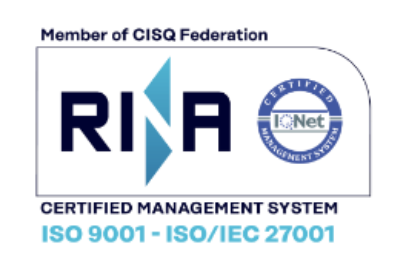 Member of CISQ Federation
RINA
CERTIFIED
IQNet
MANAGEMENT SYSTEM
CERTIFIED MANAGEMENT SYSTEM
ISO 9001 - ISO/IEC 27001